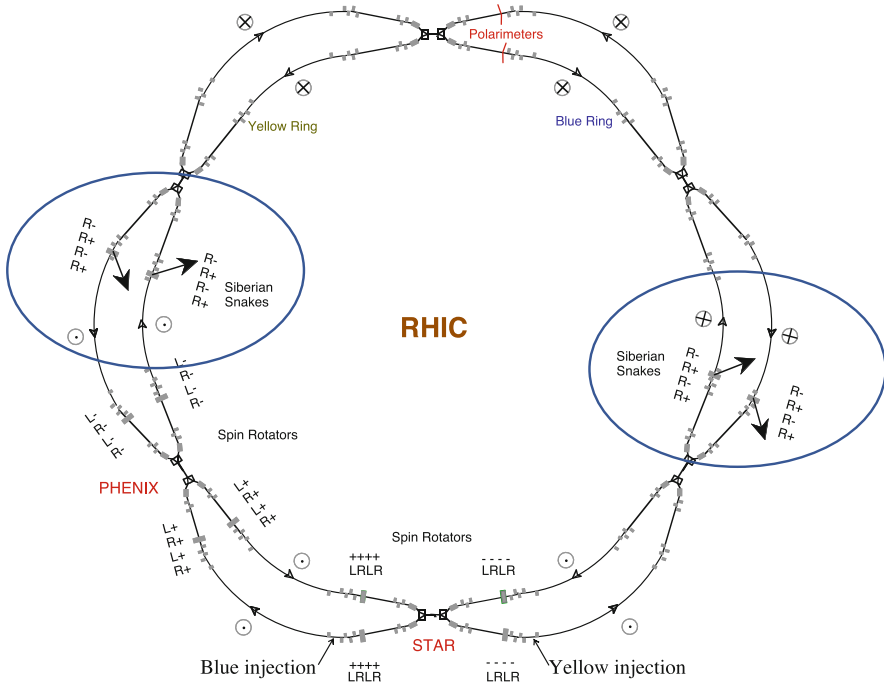 Polarimeters
Yellow Ring
Blue Ring
R-
R+
R-
R+
R-
R+
R-
R+
Siberian
Snakes
RHIC
Siberian
Snakes
R-
R+
R-
R+
R-
R+
R-
R+
L-
R-
L-
R-
L-
R-
L-
R-
Spin Rotators
PHENIX
L+
R+
L+
R+
L+
R+
L+
R+
Spin Rotators
++++
LRLR
- - - -
LRLR
STAR
Blue injection
Yellow injection
++++
LRLR
- - - -
LRLR